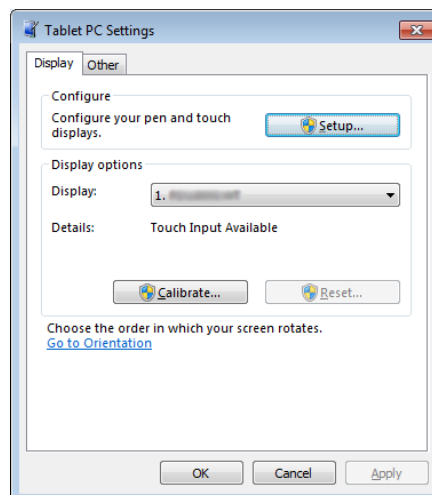 Tablet PC Settings
Display Other
Configure
Configure your pen and touch
displays.
Setup...
Display options
Display: 1.
Details: Touch Input Available
Calibrate... Reset...
Choose the order in which your screen rotates.
Go to Orientation
OK Cancel Apply